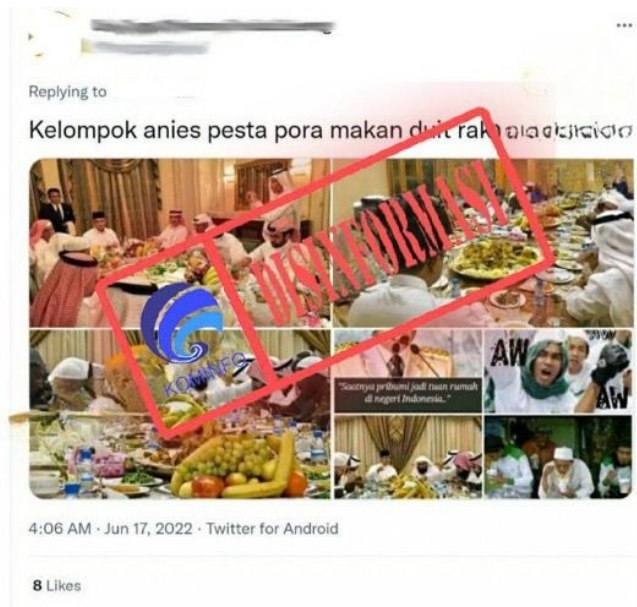 Replying to
Kelompok anies pesta pora makan duit
DISINFORMASI
KOMINFO
AW
AW
"Saatnya pribumi jadi tuan rumah
di negeri Indonesia.."
4:06 AM · Jun 17, 2022 · Twitter for Android
8 Likes